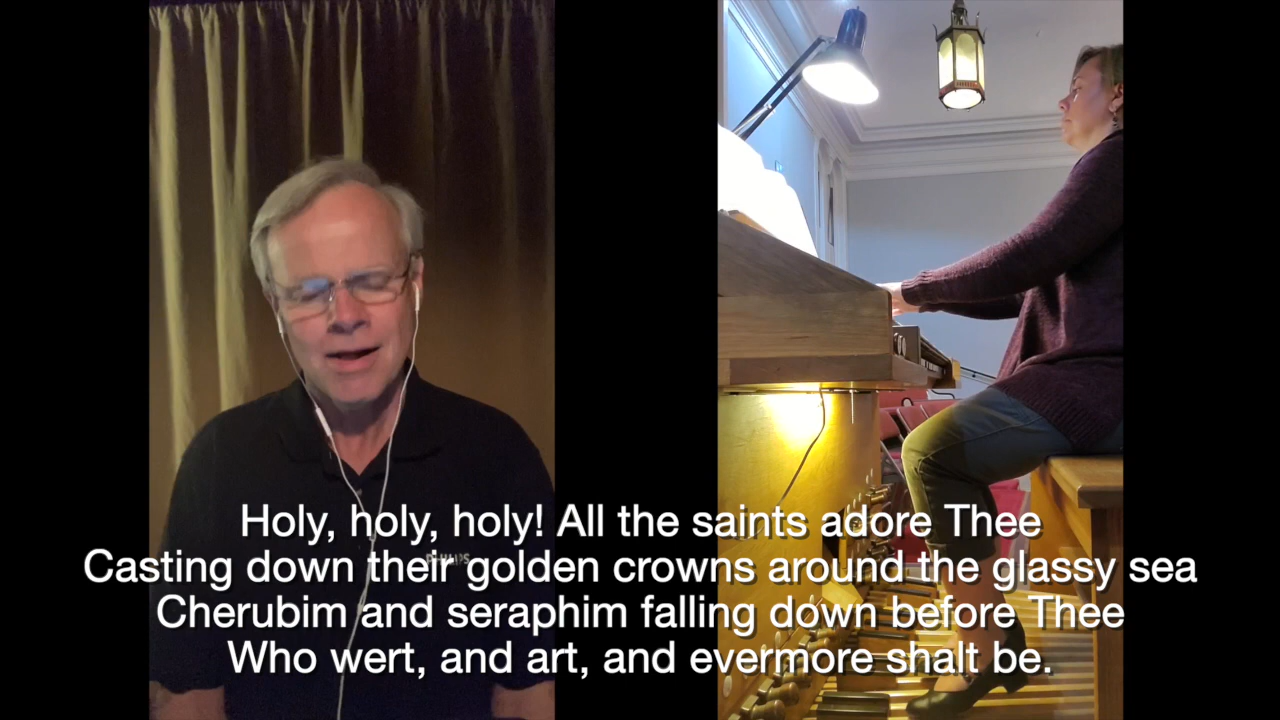 Holy, holy, holy! All the saints adore Thee
Casting down their golden crowns around the glassy sea
Cherubim and seraphim falling down before Thee
Who wert, and art, and evermore shalt be.